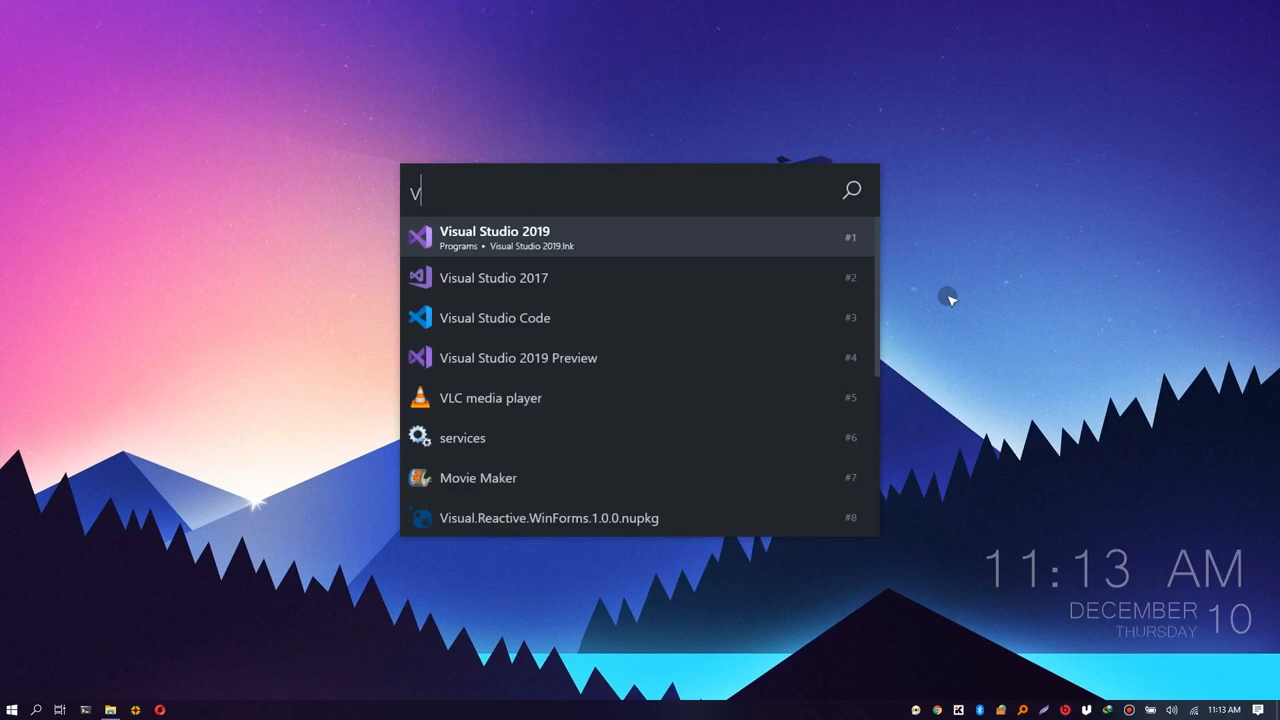 V
Visual Studio 2019
Programs • Visual Studio 2019.lnk
#1
Visual Studio 2017
#2
Visual Studio Code
#3
Visual Studio 2019 Preview
#4
VLC media player
#5
services
#6
Movie Maker
#7
Visual.Reactive.WinForms.1.0.0.nupkg
#8
11:13 AM
DECEMBER 10
THURSDAY
11:13 AM